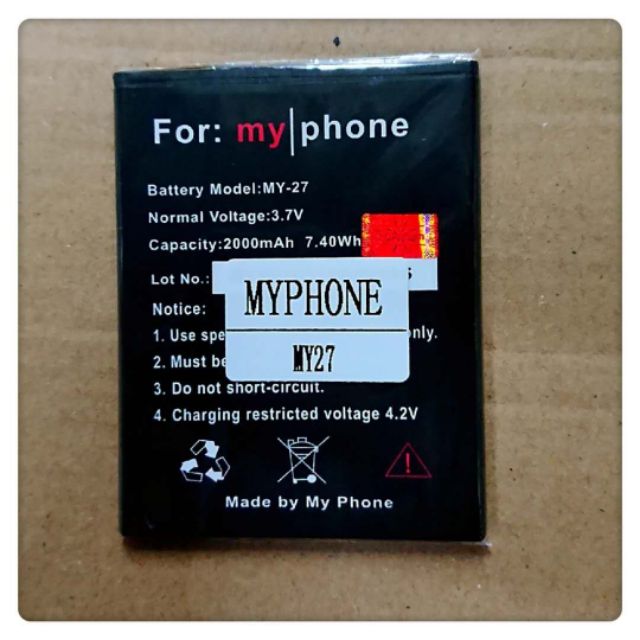 For: my|phone
Battery Model:MY-27
Normal Voltage:3.7V
Capacity:2000mAh 7.40Wh
Lot No.:
MYPHONE
MY27
Notice:
1. Use only.
2. Must
3. Do not short-circuit.
4. Charging restricted voltage 4.2V
Made by My Phone